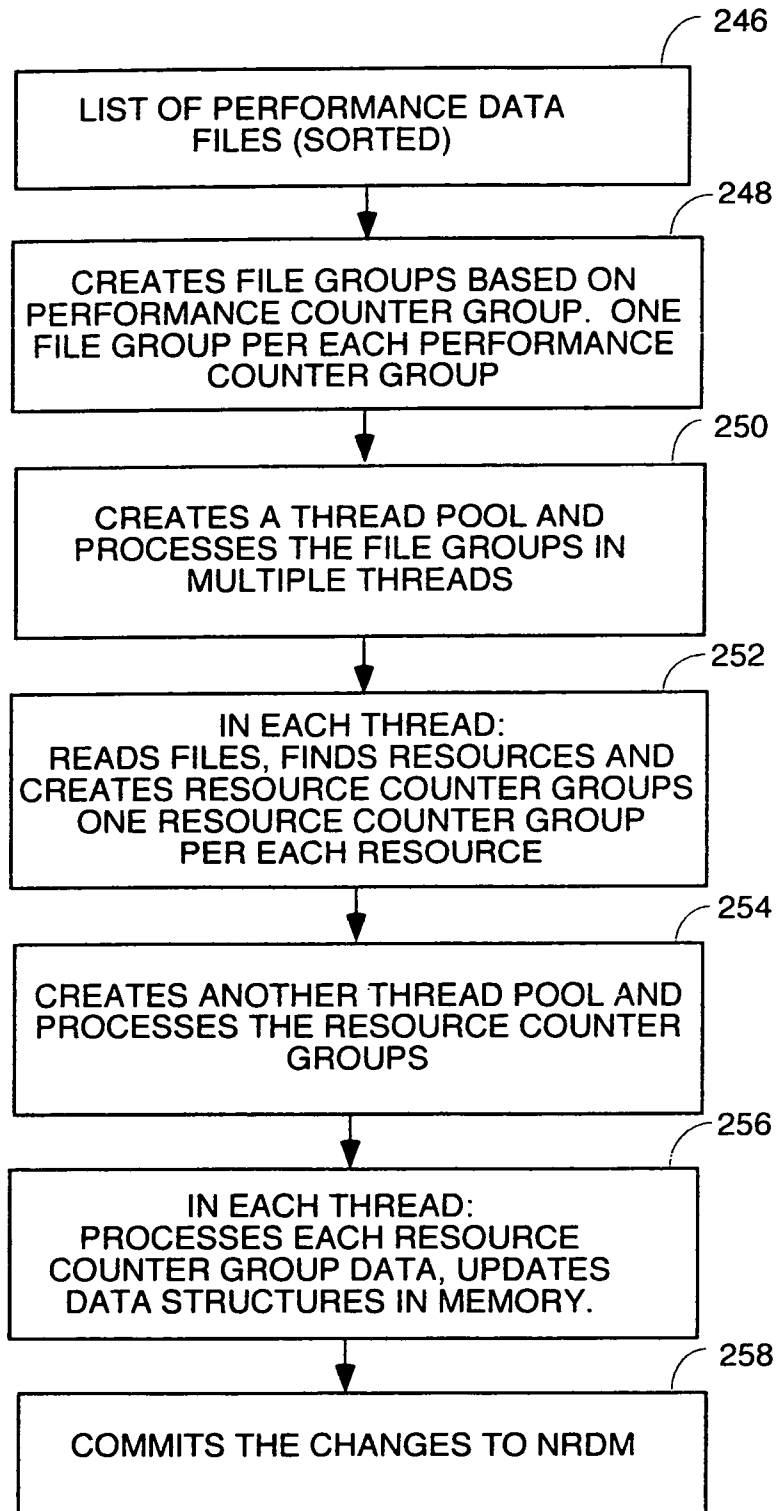 246
LIST OF PERFORMANCE DATA
FILES (SORTED)
248
CREATES FILE GROUPS BASED ON
PERFORMANCE COUNTER GROUP. ONE
FILE GROUP PER EACH PERFORMANCE
COUNTER GROUP
250
CREATES A THREAD POOL AND
PROCESSES THE FILE GROUPS IN
MULTIPLE THREADS
252
IN EACH THREAD:
READS FILES, FINDS RESOURCES AND
CREATES RESOURCE COUNTER GROUPS
ONE RESOURCE COUNTER GROUP
PER EACH RESOURCE
254
CREATES ANOTHER THREAD POOL AND
PROCESSES THE RESOURCE COUNTER
GROUPS
256
IN EACH THREAD:
PROCESSES EACH RESOURCE
COUNTER GROUP DATA, UPDATES
DATA STRUCTURES IN MEMORY.
258
COMMITS THE CHANGES TO NRDM